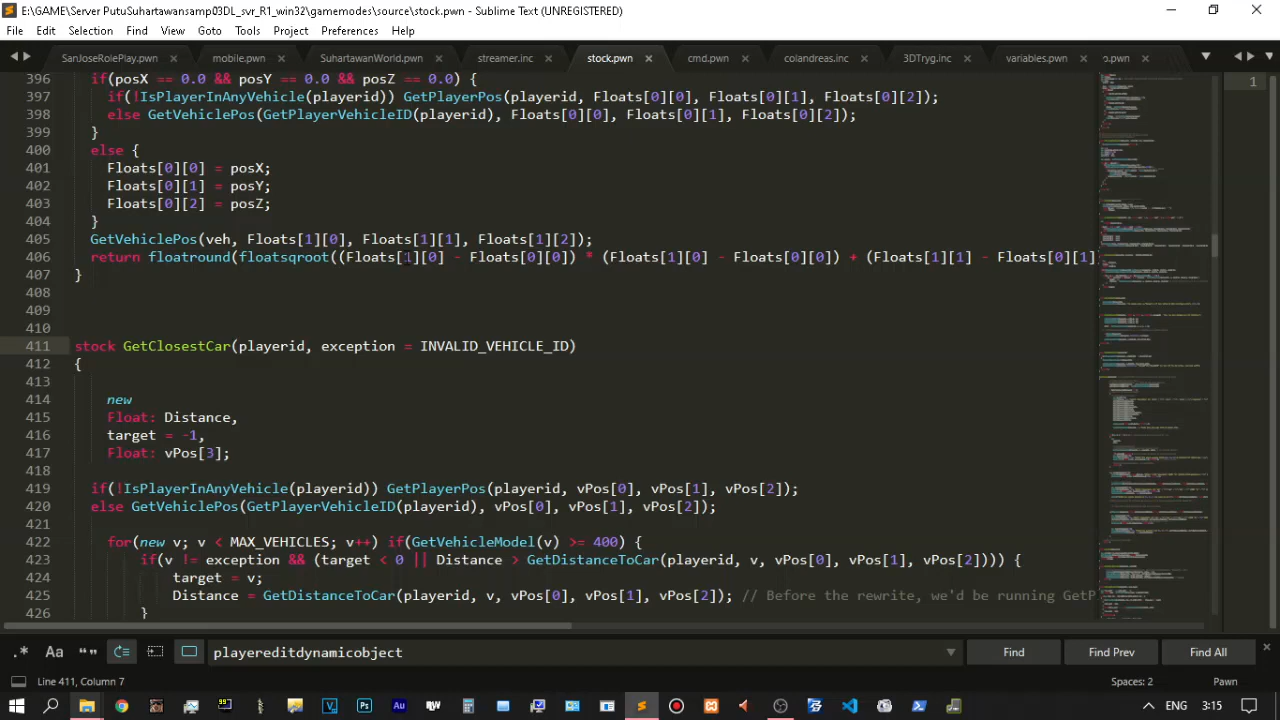 E:\GAME\Server PutuSuhartawansamp03DL_svr_R1_win32\gamemodes\source\stock.pwn - Sublime Text (UNREGISTERED)
File Edit Selection Find View Goto Tools Project Preferences Help
SanJoseRolePlay.pwn mobile.pwn SuhartawanWorld.pwn streamer.inc stock.pwn cmd.pwn colandreas.inc 3DTryg.inc variables.pwn o.pwn
396 if(posX == 0.0 && posY == 0.0 && posZ == 0.0) {
397 if(!IsPlayerInAnyVehicle(playerid)) GetPlayerPos(playerid, Floats[0][0], Floats[0][1], Floats[0][2]);
398 else GetVehiclePos(GetPlayerVehicleID(playerid), Floats[0][0], Floats[0][1], Floats[0][2]);
399 }
400 else {
401 Floats[0][0] = posX;
402 Floats[0][1] = posY;
403 Floats[0][2] = posZ;
404 }
405 GetVehiclePos(veh, Floats[1][0], Floats[1][1], Floats[1][2]);
406 return floatround(floatsqroot((Floats[1][0] - Floats[0][0]) * (Floats[1][0] - Floats[0][0]) + (Floats[1][1] - Floats[0][1]
407 }
408
409
410
411 stock GetClosestCar(playerid, exception = INVALID_VEHICLE_ID)
412 {
413
414 new
415 Float: Distance,
416 target = -1,
417 Float: vPos[3];
418
419 if(!IsPlayerInAnyVehicle(playerid)) GetPlayerPos(playerid, vPos[0], vPos[1], vPos[2]);
420 else GetVehiclePos(GetPlayerVehicleID(playerid), vPos[0], vPos[1], vPos[2]);
421
422 for(new v; v < MAX_VEHICLES; v++) if(GetVehicleModel(v) >= 400) {
423 if(v != exception && (target < 0 || Distance > GetDistanceToCar(playerid, v, vPos[0], vPos[1], vPos[2]))) {
424 target = v;
425 Distance = GetDistanceToCar(playerid, v, vPos[0], vPos[1], vPos[2]); // Before the rewrite, we'd be running GetP
426 }
1
playereditdynamicobject
Find Find Prev Find All
Line 411, Column 7 Spaces: 2 Pawn
ENG 3:15